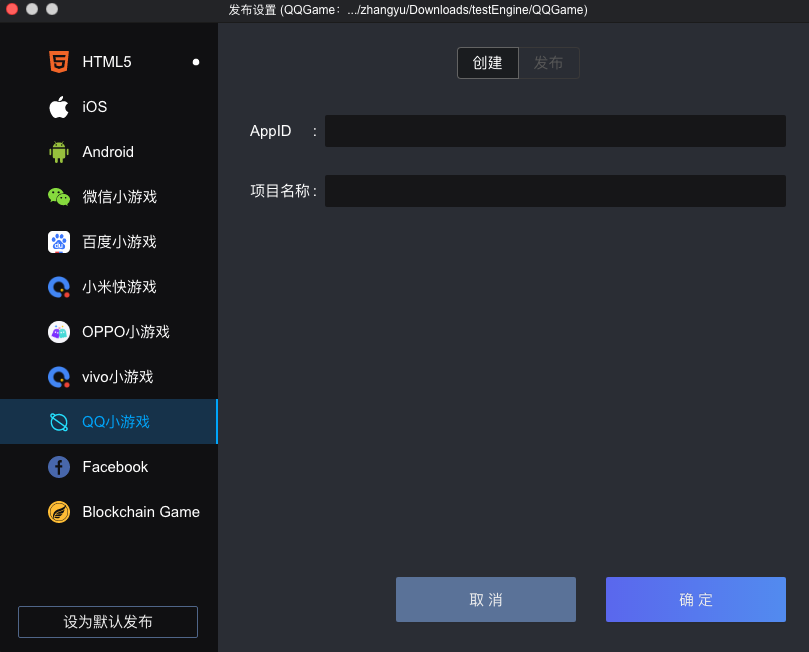 发布设置 (QQGame：.../zhangyu/Downloads/testEngine/QQGame)
HTML5
iOS
Android
微信小游戏
百度小游戏
小米快游戏
OPPO小游戏
vivo小游戏
QQ小游戏
Facebook
Blockchain Game
设为默认发布
创建
发布
AppID :
项目名称 :
取 消
确 定